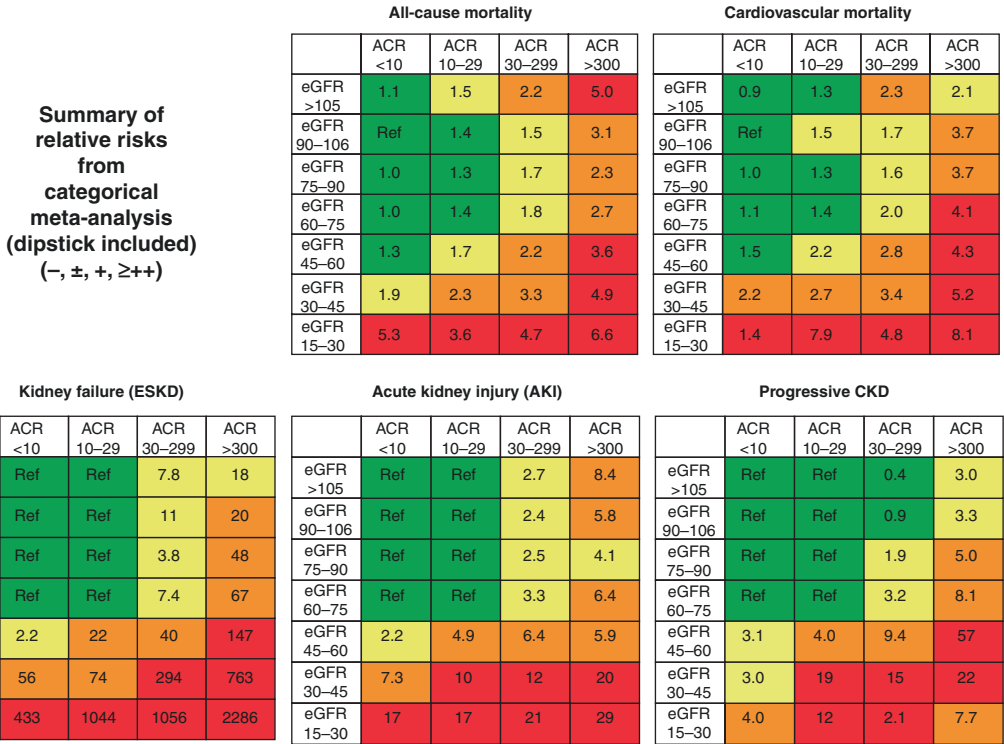 Summary of
relative risks
from
categorical
meta-analysis
(dipstick included)
(–, ±, +, ≥++)
All-cause mortality
ACR ACR ACR ACR
<10 10–29 30–299 >300
eGFR >105 1.1 1.5 2.2 5.0
eGFR 90–106 Ref 1.4 1.5 3.1
eGFR 75–90 1.0 1.3 1.7 2.3
eGFR 60–75 1.0 1.4 1.8 2.7
eGFR 45–60 1.3 1.7 2.2 3.6
eGFR 30–45 1.9 2.3 3.3 4.9
eGFR 15–30 5.3 3.6 4.7 6.6
Cardiovascular mortality
ACR ACR ACR ACR
<10 10–29 30–299 >300
eGFR >105 0.9 1.3 2.3 2.1
eGFR 90–106 Ref 1.5 1.7 3.7
eGFR 75–90 1.0 1.3 1.6 3.7
eGFR 60–75 1.1 1.4 2.0 4.1
eGFR 45–60 1.5 2.2 2.8 4.3
eGFR 30–45 2.2 2.7 3.4 5.2
eGFR 15–30 1.4 7.9 4.8 8.1
Kidney failure (ESKD)
ACR ACR ACR ACR
<10 10–29 30–299 >300
Ref Ref 7.8 18
Ref Ref 11 20
Ref Ref 3.8 48
Ref Ref 7.4 67
2.2 22 40 147
56 74 294 763
433 1044 1056 2286
Acute kidney injury (AKI)
ACR ACR ACR ACR
<10 10–29 30–299 >300
eGFR >105 Ref Ref 2.7 8.4
eGFR 90–106 Ref Ref 2.4 5.8
eGFR 75–90 Ref Ref 2.5 4.1
eGFR 60–75 Ref Ref 3.3 6.4
eGFR 45–60 2.2 4.9 6.4 5.9
eGFR 30–45 7.3 10 12 20
eGFR 15–30 17 17 21 29
Progressive CKD
ACR ACR ACR ACR
<10 10–29 30–299 >300
eGFR >105 Ref Ref 0.4 3.0
eGFR 90–106 Ref Ref 0.9 3.3
eGFR 75–90 Ref Ref 1.9 5.0
eGFR 60–75 Ref Ref 3.2 8.1
eGFR 45–60 3.1 4.0 9.4 57
eGFR 30–45 3.0 19 15 22
eGFR 15–30 4.0 12 2.1 7.7